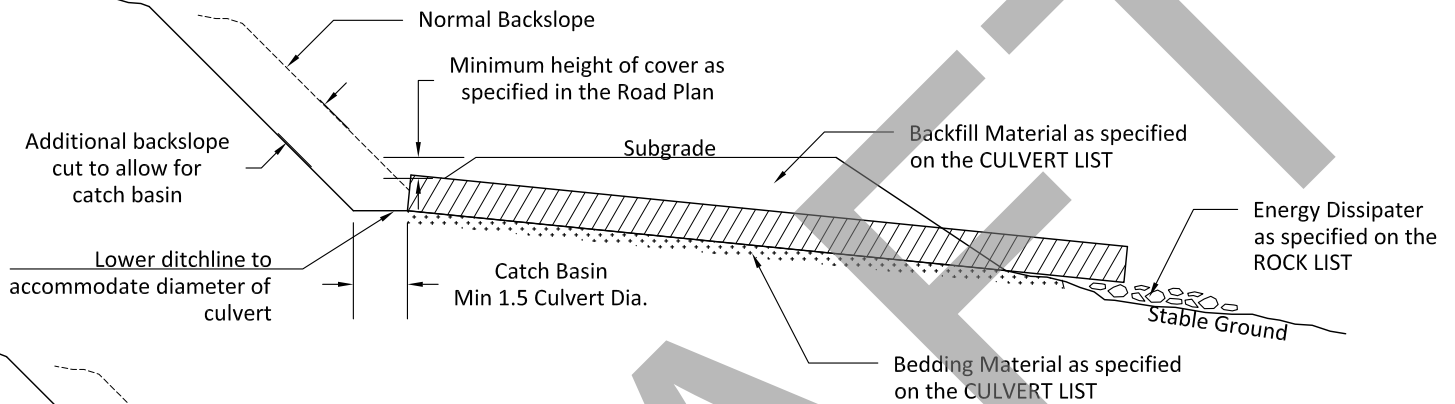 Normal Backslope
Minimum height of cover as
specified in the Road Plan
Additional backslope
cut to allow for
catch basin
Subgrade
Backfill Material as specified
on the CULVERT LIST
Energy Dissipater
as specified on the
ROCK LIST
Lower ditchline to
accommodate diameter of
culvert
Catch Basin
Min 1.5 Culvert Dia.
Stable Ground
Bedding Material as specified
on the CULVERT LIST